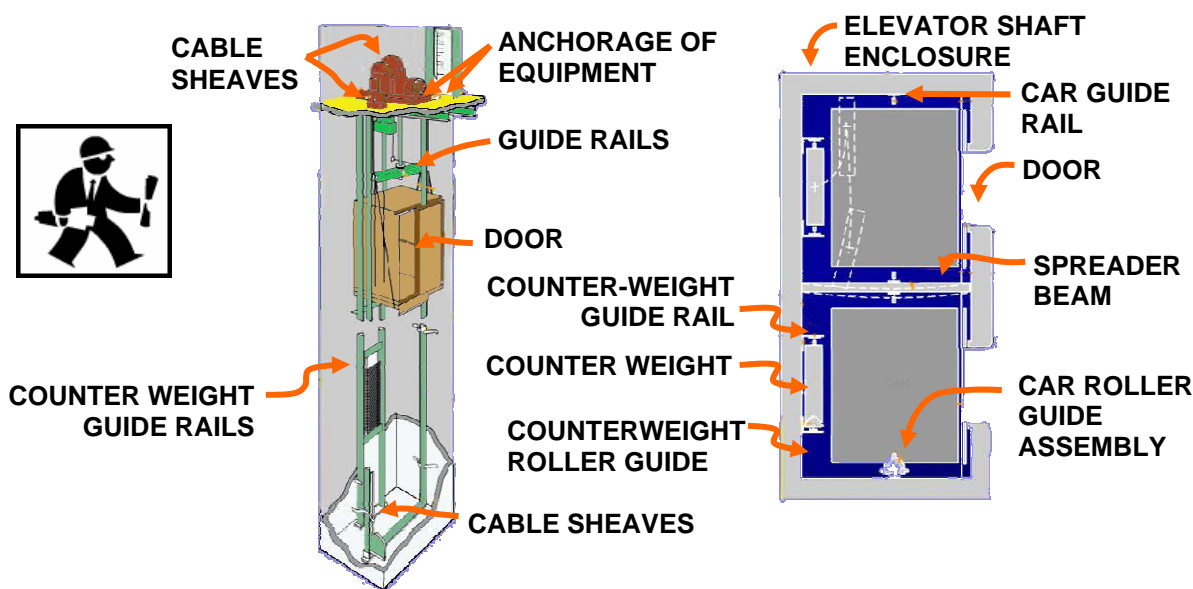 CABLE
SHEAVES
ANCHORAGE OF
EQUIPMENT
GUIDE RAILS
DOOR
COUNTER WEIGHT
GUIDE RAILS
CABLE SHEAVES
ELEVATOR SHAFT
ENCLOSURE
CAR GUIDE
RAIL
DOOR
SPREADER
BEAM
COUNTER-WEIGHT
GUIDE RAIL
COUNTER WEIGHT
COUNTERWEIGHT
ROLLER GUIDE
CAR ROLLER
GUIDE
ASSEMBLY